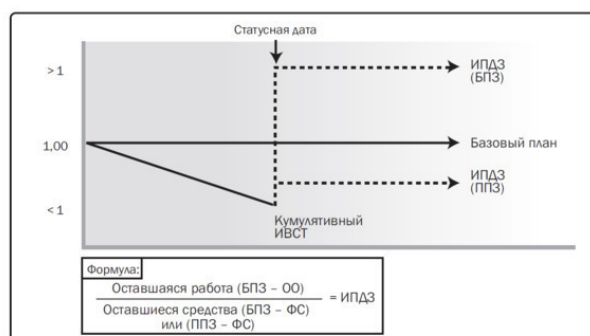 Статусная дата
> 1
ИПДЗ
(БПЗ)
1,00
Базовый план
ИПДЗ
(ППЗ)
< 1
Кумулятивный
ИВСТ
Формула:
Оставшаяся работа (БПЗ – ОО)
= ИПДЗ
Оставшиеся средства (БПЗ – ФС)
или (ППЗ – ФС)